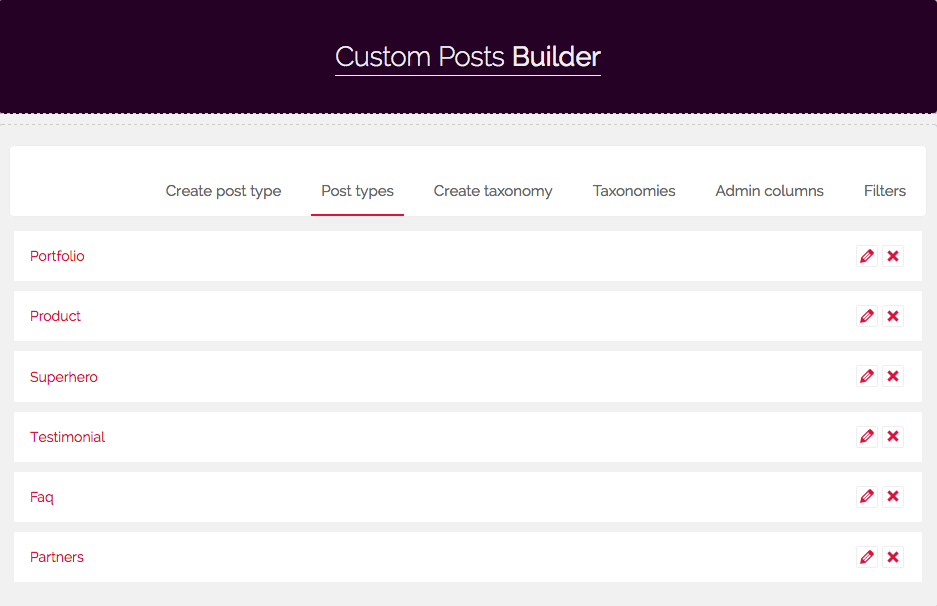 Custom Posts Builder
Create post type Post types Create taxonomy Taxonomies Admin columns Filters
Portfolio
Product
Superhero
Testimonial
Faq
Partners